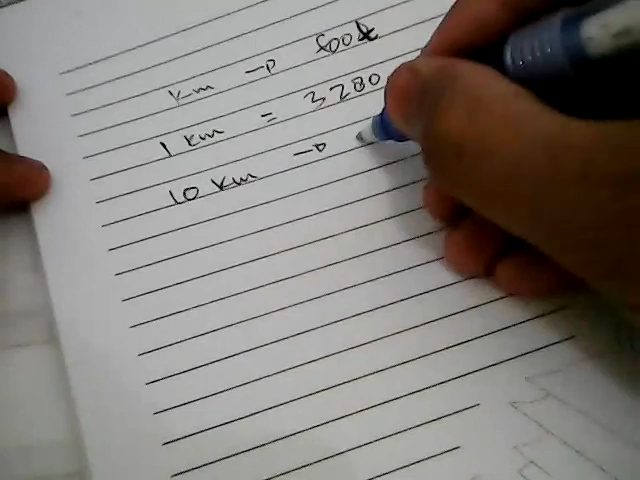 km → foot
1 km = 3280
10 km →